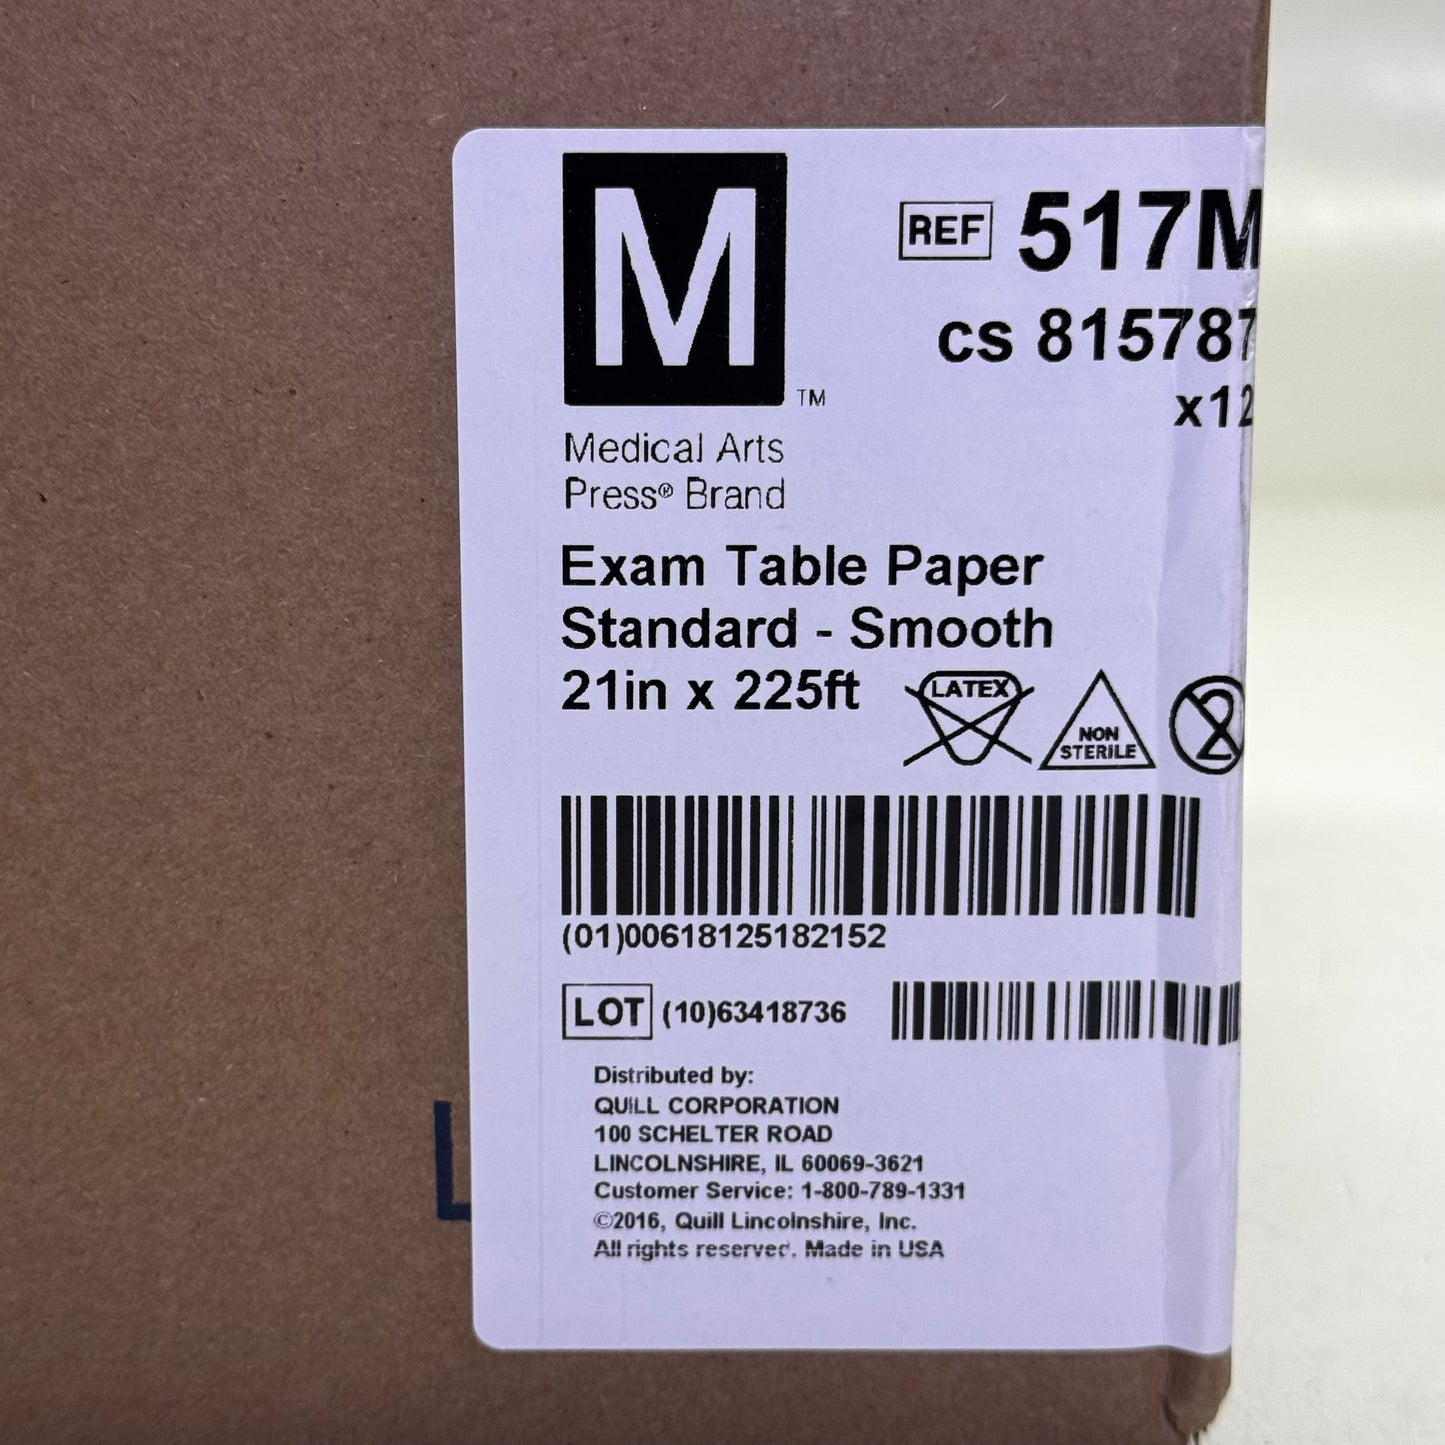 M
TM
Medical Arts
Press® Brand
REF 517M
cs 815787
x12
Exam Table Paper
Standard - Smooth
21in x 225ft
LATEX
NON
STERILE
2
(01)00618125182152
LOT (10)63418736
Distributed by:
QUILL CORPORATION
100 SCHELTER ROAD
LINCOLNSHIRE, IL 60069-3621
Customer Service: 1-800-789-1331
©2016, Quill Lincolnshire, Inc.
All rights reserved. Made in USA
L